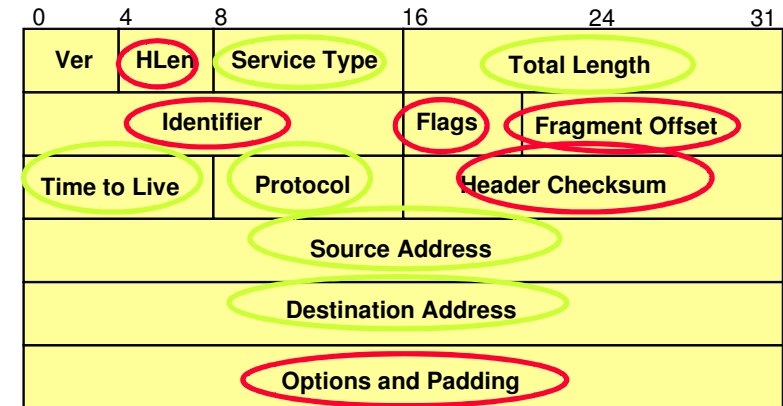 0 4 8 16 24 31
Ver HLen Service Type Total Length
Identifier Flags Fragment Offset
Time to Live Protocol Header Checksum
Source Address
Destination Address
Options and Padding